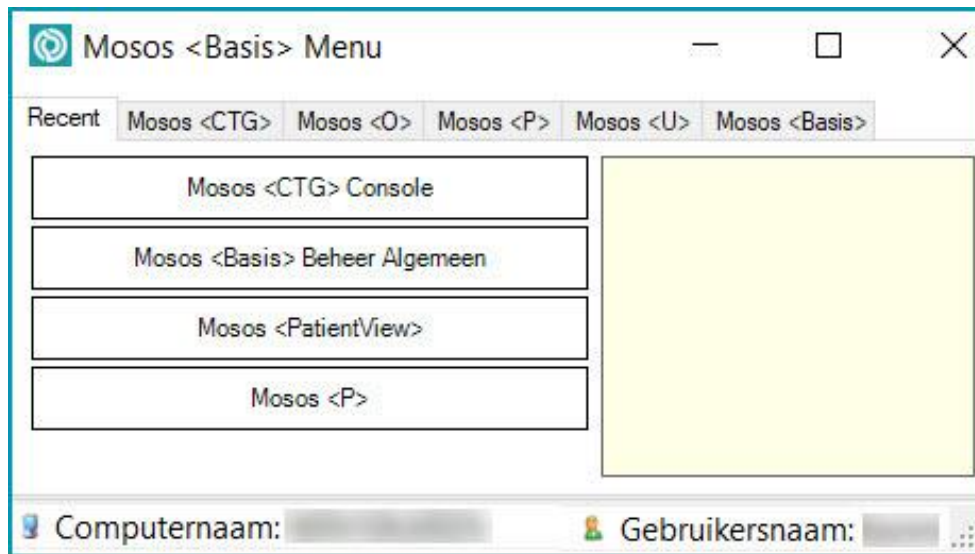 Mosos <Basis> Menu
Recent Mosos <CTG> Mosos <O> Mosos <P> Mosos <U> Mosos <Basis>
Mosos <CTG> Console
Mosos <Basis> Beheer Algemeen
Mosos <PatientView>
Mosos <P>
Computernaam: Gebruikersnaam: